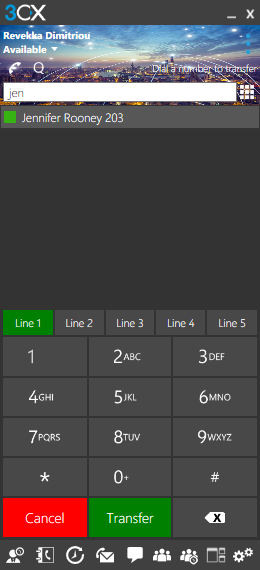 3CX
Revekka Dimitriou
Available
Dial a number to transfer
jen
Jennifer Rooney 203
Line 1 Line 2 Line 3 Line 4 Line 5
1 2ABC 3DEF
4GHI 5JKL 6MNO
7PQRS 8TUV 9WXYZ
* 0+ #
Cancel Transfer X